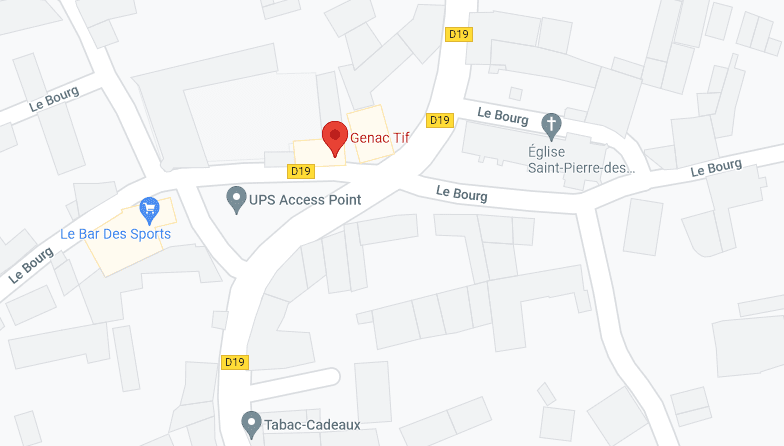 D19
Le Bourg
Le Bourg
D19
Genac Tif
Église
Saint-Pierre-des...
Le Bourg
D19
Le Bourg
UPS Access Point
Le Bar Des Sports
Le Bourg
D19
Tabac-Cadeaux